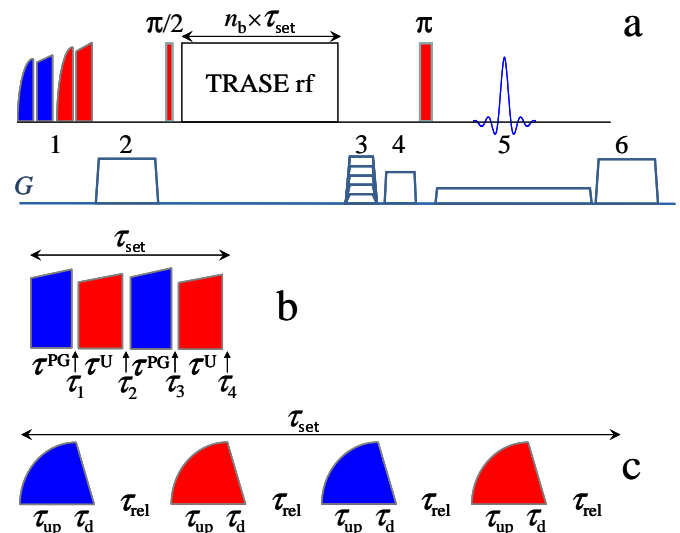 π/2 n_b×τ_set π a
TRASE rf
1 2 3 4 5 6
G
τ_set
b
τ^PG τ_1 τ^U τ_2 τ^PG τ_3 τ^U τ_4
τ_set
c
τ_up τ_d τ_rel τ_up τ_d τ_rel τ_up τ_d τ_rel τ_up τ_d τ_rel